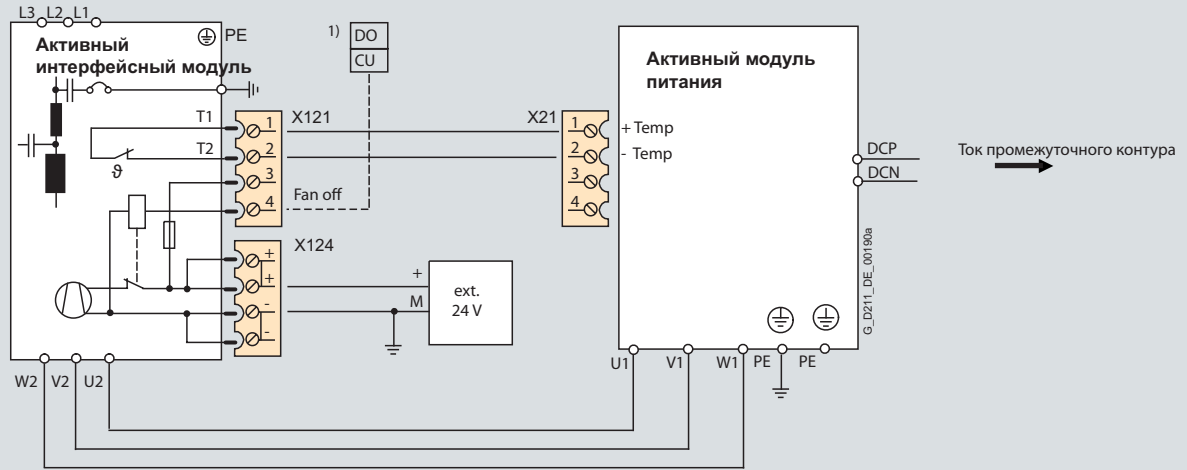 L3 L2 L1
Активный
интерфейсный модуль
PE
1) DO
CU
Активный модуль
питания
T1
T2
ϑ
X121
1
2
3
4
Fan off
X21
1
2
3
4
+ Temp
- Temp
DCP
DCN
Ток промежуточного контура
X124
+
+
-
-
+
M
ext.
24 V
G_D211_DE_00190a
W2 V2 U2
U1 V1 W1 PE PE